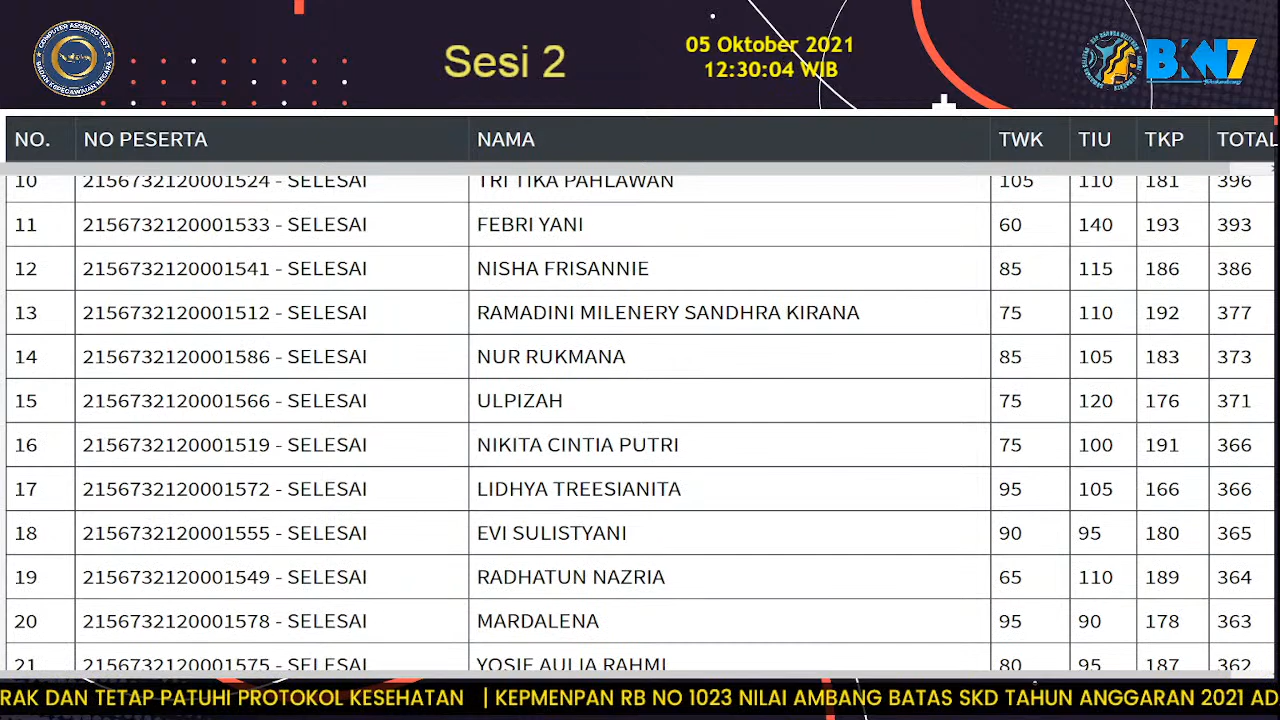 COMPUTER ASSISTED TEST
BADAN KEPEGAWAIAN NEGARA
Sesi 2
05 Oktober 2021
12:30:04 WIB
BKN7
NO. NO PESERTA NAMA TWK TIU TKP TOTAL
10 2156732120001524 - SELESAI TRI TIKA PAHLAWAN 105 110 181 396
11 2156732120001533 - SELESAI FEBRI YANI 60 140 193 393
12 2156732120001541 - SELESAI NISHA FRISANNIE 85 115 186 386
13 2156732120001512 - SELESAI RAMADINI MILENERY SANDHRA KIRANA 75 110 192 377
14 2156732120001586 - SELESAI NUR RUKMANA 85 105 183 373
15 2156732120001566 - SELESAI ULPIZAH 75 120 176 371
16 2156732120001519 - SELESAI NIKITA CINTIA PUTRI 75 100 191 366
17 2156732120001572 - SELESAI LIDHYA TREESIANITA 95 105 166 366
18 2156732120001555 - SELESAI EVI SULISTYANI 90 95 180 365
19 2156732120001549 - SELESAI RADHATUN NAZRIA 65 110 189 364
20 2156732120001578 - SELESAI MARDALENA 95 90 178 363
21 2156732120001575 - SELESAI YOSIE AULIA RAHMI 80 95 187 362
RAK DAN TETAP PATUHI PROTOKOL KESEHATAN | KEPMENPAN RB NO 1023 NILAI AMBANG BATAS SKD TAHUN ANGGARAN 2021 AD